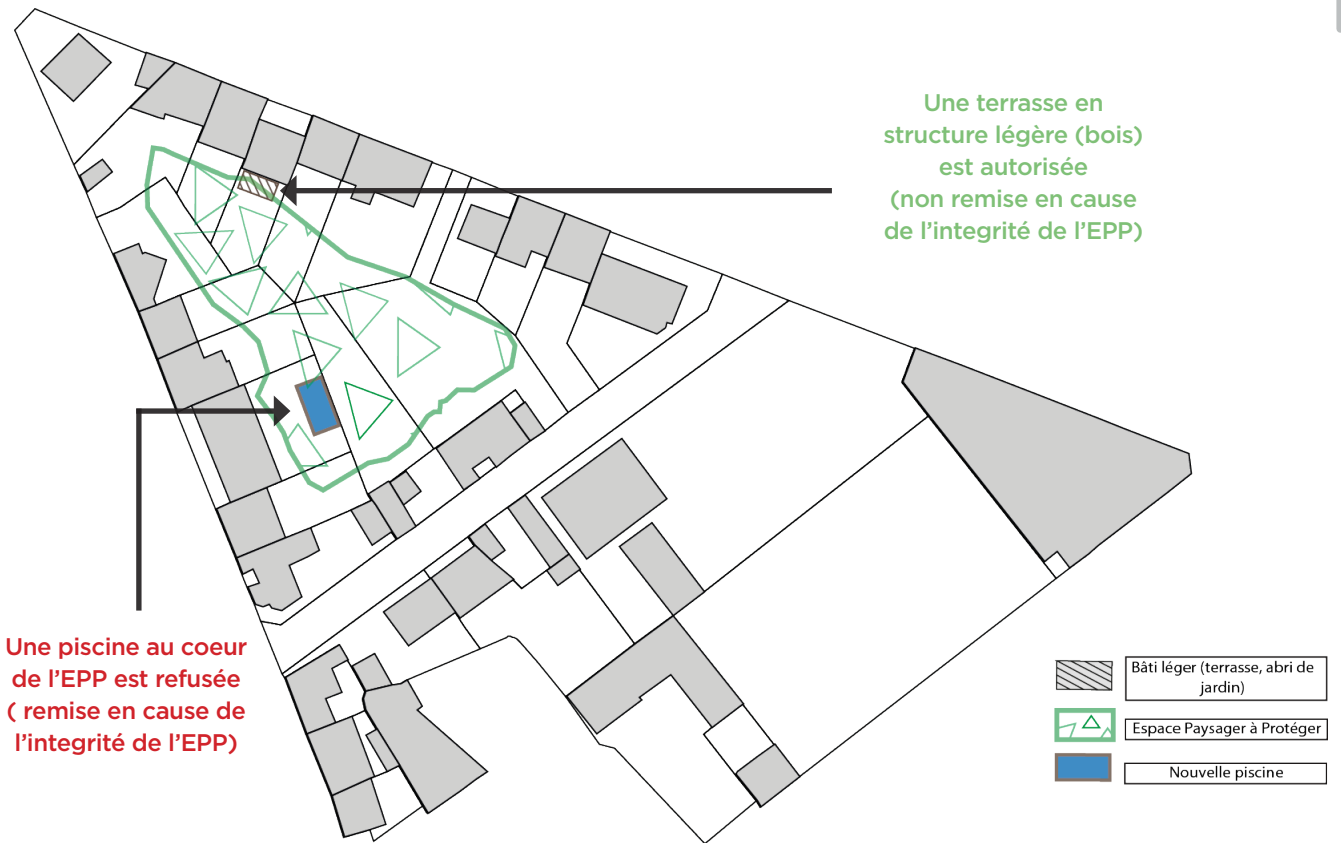 Une terrasse en
structure légère (bois)
est autorisée
(non remise en cause
de l'integrité de l'EPP)
Une piscine au coeur
de l'EPP est refusée
( remise en cause de
l'integrité de l'EPP)
Bâti léger (terrasse, abri de
jardin)
Espace Paysager à Protéger
Nouvelle piscine